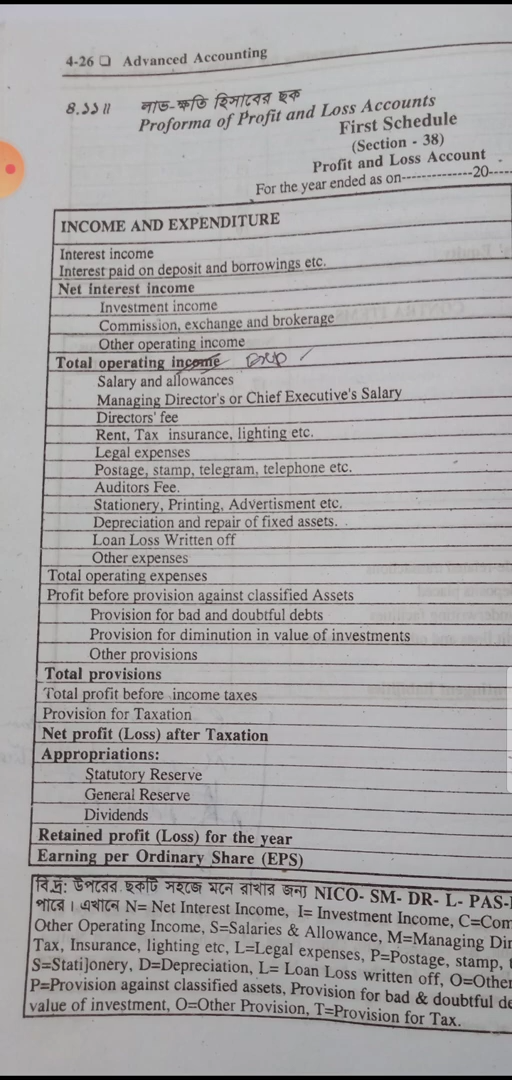 4-26 ❑ Advanced Accounting
৪.১১॥ লাভ-ক্ষতি হিসাবের ছক
Proforma of Profit and Loss Accounts
First Schedule
(Section - 38)
Profit and Loss Account
For the year ended as on--------------20-----
INCOME AND EXPENDITURE
Interest income
Interest paid on deposit and borrowings etc.
Net interest income
Investment income
Commission, exchange and brokerage
Other operating income
Total operating income
Salary and allowances
Managing Director's or Chief Executive's Salary
Directors' fee
Rent, Tax insurance, lighting etc.
Legal expenses
Postage, stamp, telegram, telephone etc.
Auditors Fee.
Stationery, Printing, Advertisment etc.
Depreciation and repair of fixed assets.
Loan Loss Written off
Other expenses
Total operating expenses
Profit before provision against classified Assets
Provision for bad and doubtful debts
Provision for diminution in value of investments
Other provisions
Total provisions
Total profit before income taxes
Provision for Taxation
Net profit (Loss) after Taxation
Appropriations:
Statutory Reserve
General Reserve
Dividends
Retained profit (Loss) for the year
Earning per Ordinary Share (EPS)
বি.দ্র: উপরের ছকটি সহজে মনে রাখার জন্য NICO- SM- DR- L- PAS-
পারে। এখানে N= Net Interest Income, I= Investment Income, C=Com
Other Operating Income, S=Salaries & Allowance, M=Managing Dir
Tax, Insurance, lighting etc, L=Legal expenses, P=Postage, stamp, t
S=Stationery, D=Depreciation, L= Loan Loss written off, O=Other
P=Provision against classified assets, Provision for bad & doubtful de
value of investment, O=Other Provision, T=Provision for Tax.